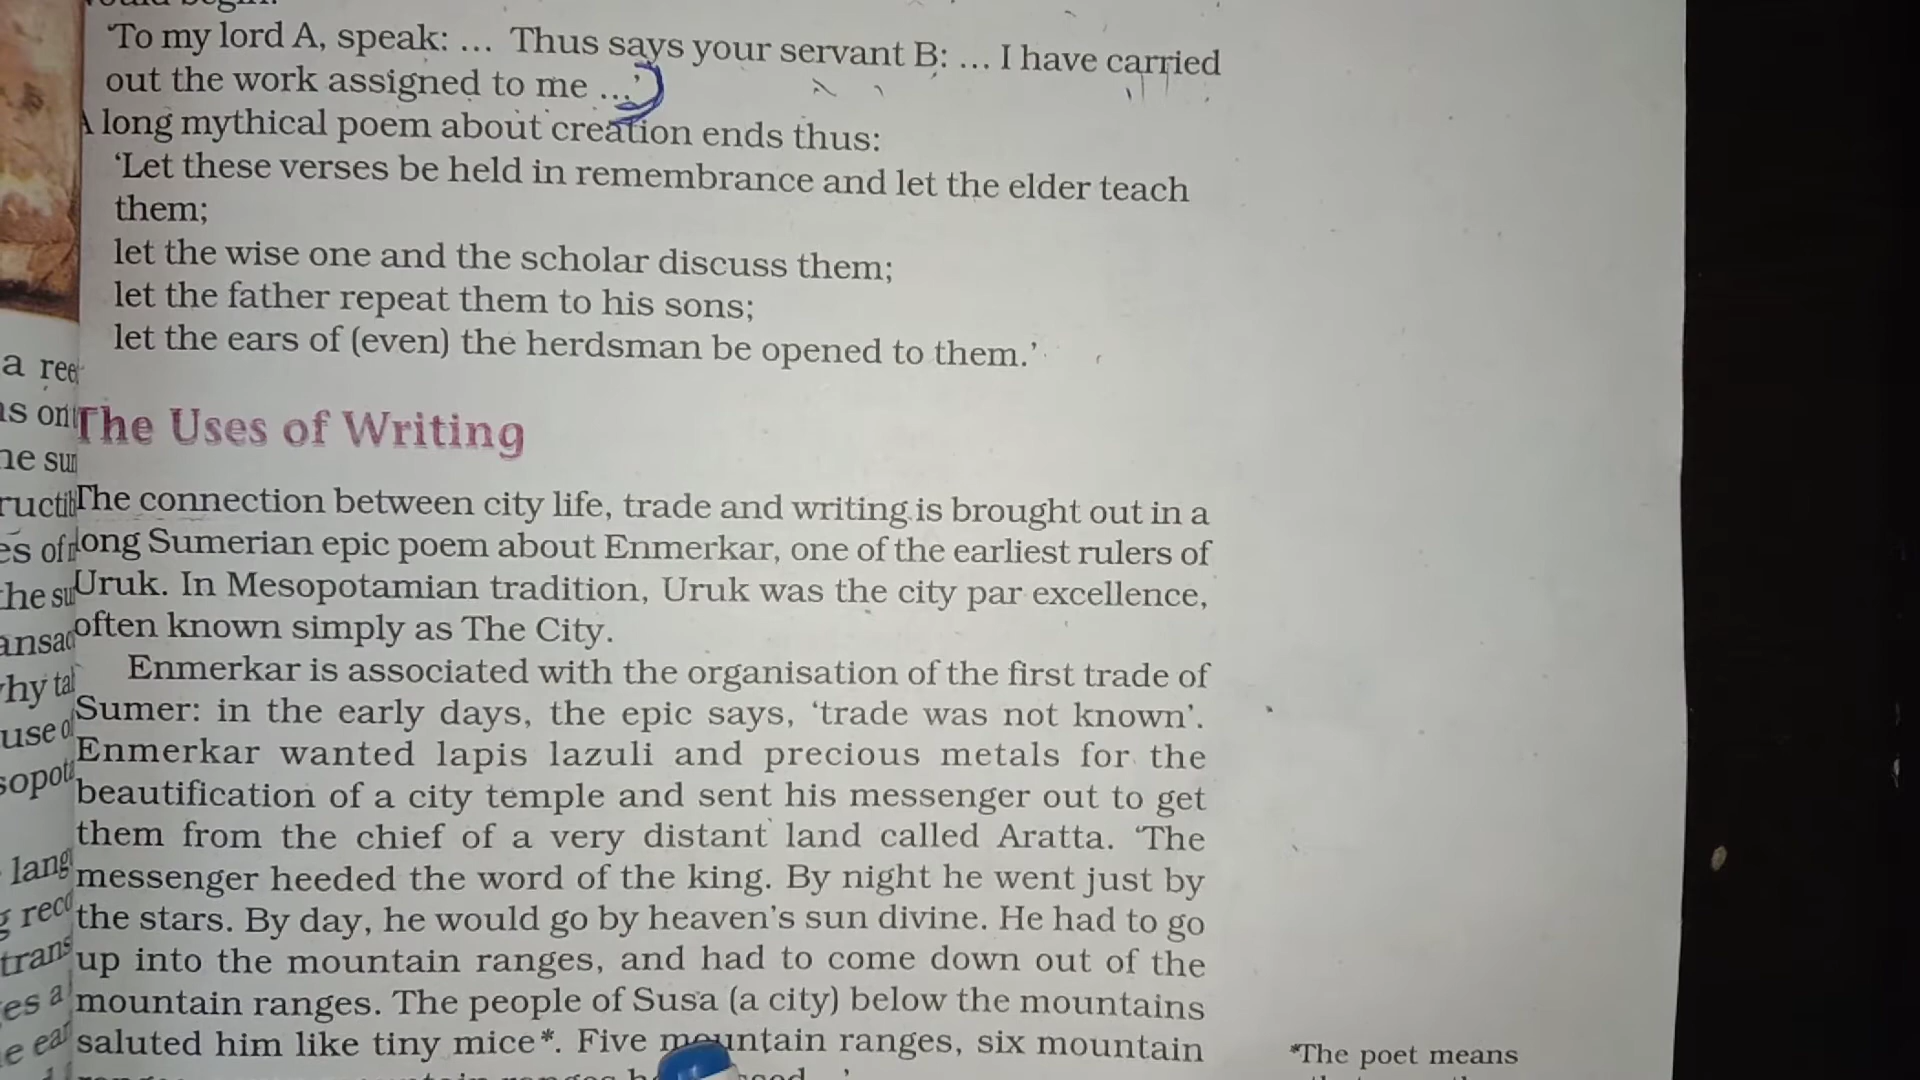 'To my lord A, speak: ... Thus says your servant B: ... I have carried
out the work assigned to me ...'
A long mythical poem about creation ends thus:
'Let these verses be held in remembrance and let the elder teach
them;
let the wise one and the scholar discuss them;
let the father repeat them to his sons;
let the ears of (even) the herdsman be opened to them.'
The Uses of Writing
The connection between city life, trade and writing is brought out in a
long Sumerian epic poem about Enmerkar, one of the earliest rulers of
Uruk. In Mesopotamian tradition, Uruk was the city par excellence,
often known simply as The City.
Enmerkar is associated with the organisation of the first trade of
Sumer: in the early days, the epic says, 'trade was not known'.
Enmerkar wanted lapis lazuli and precious metals for the
beautification of a city temple and sent his messenger out to get
them from the chief of a very distant land called Aratta. 'The
messenger heeded the word of the king. By night he went just by
the stars. By day, he would go by heaven's sun divine. He had to go
up into the mountain ranges, and had to come down out of the
mountain ranges. The people of Susa (a city) below the mountains
saluted him like tiny mice*. Five mountain ranges, six mountain
*The poet means